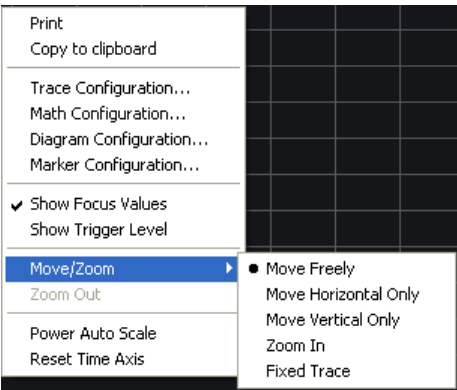 Print
Copy to clipboard
Trace Configuration...
Math Configuration...
Diagram Configuration...
Marker Configuration...
Show Focus Values
Show Trigger Level
Move/Zoom
Zoom Out
Power Auto Scale
Reset Time Axis
Move Freely
Move Horizontal Only
Move Vertical Only
Zoom In
Fixed Trace